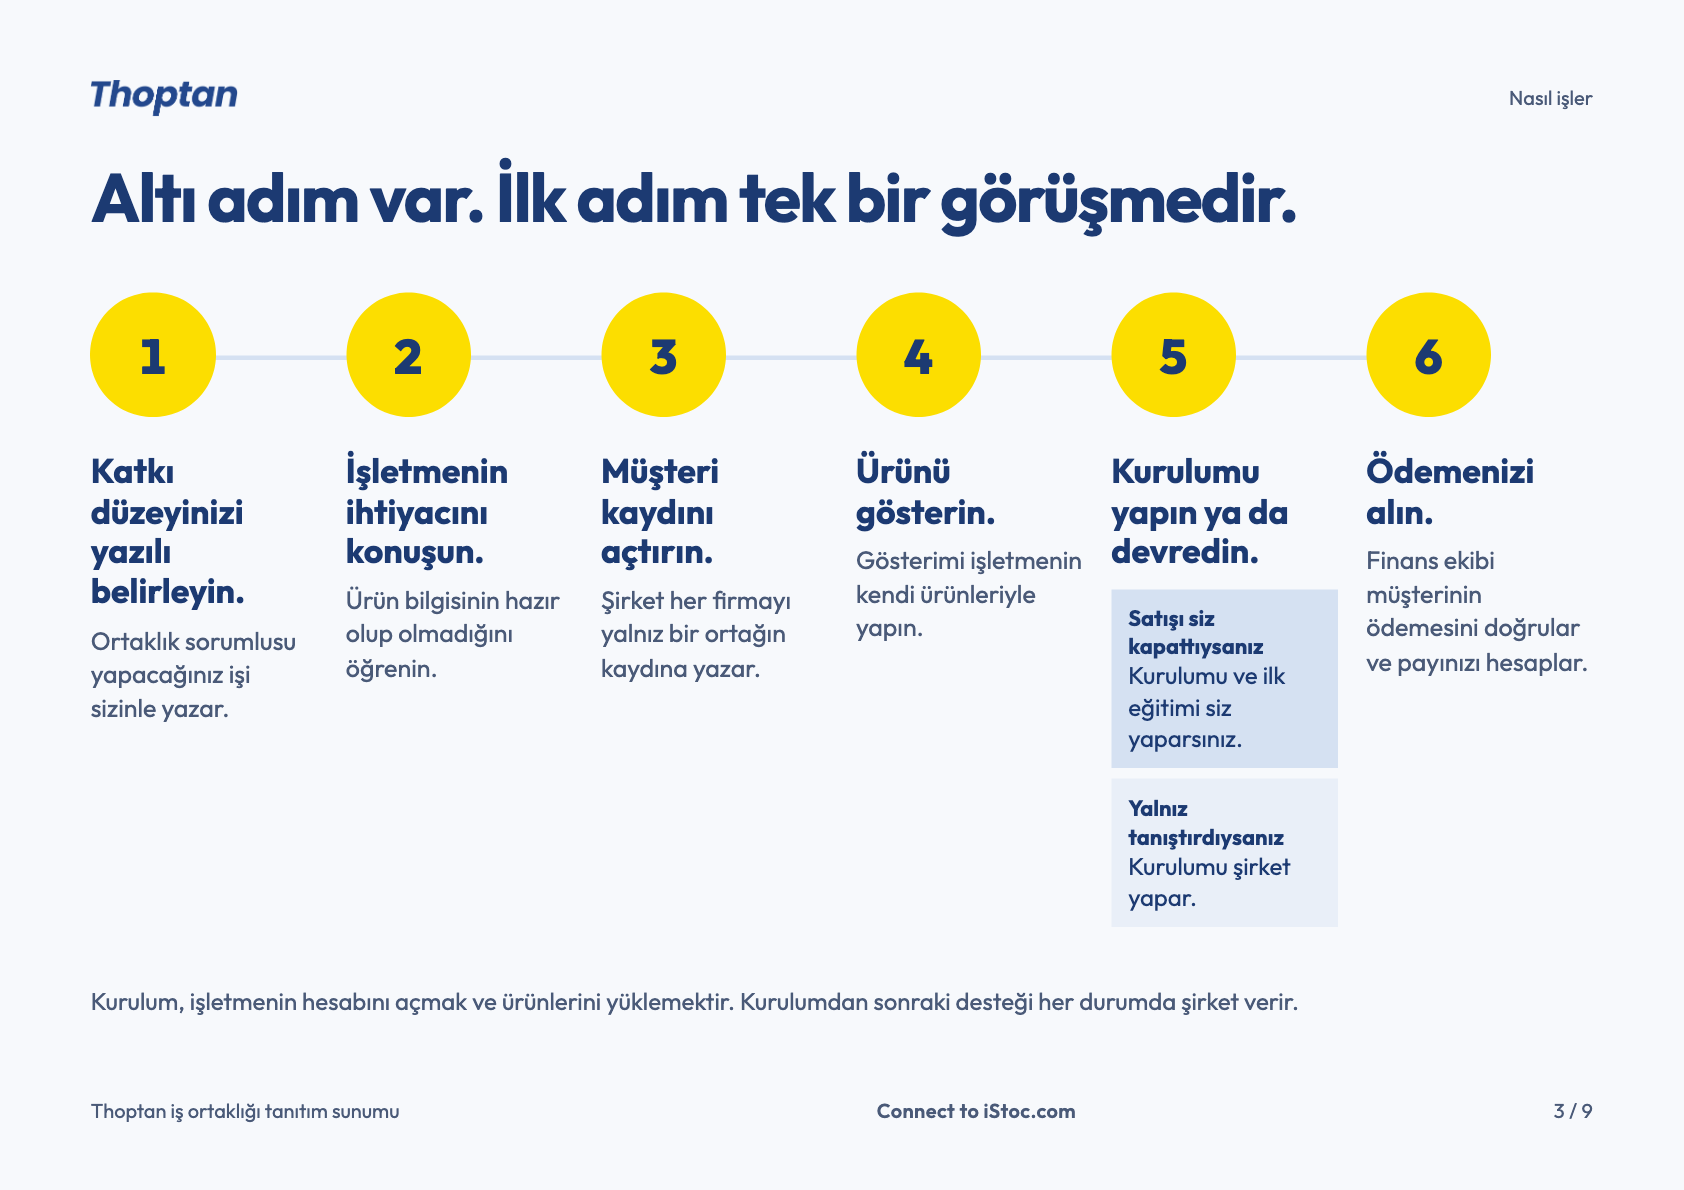 Thoptan
Nasıl işler
Altı adım var. İlk adım tek bir görüşmedir.
1
2
3
4
5
6
Katkı
düzeyinizi
yazılı
belirleyin.
Ortaklık sorumlusu
yapacağınız işi
sizinle yazar.
İşletmenin
ihtiyacını
konuşun.
Ürün bilgisinin hazır
olup olmadığını
öğrenin.
Müşteri
kaydını
açtırın.
Şirket her firmayı
yalnız bir ortağın
kaydına yazar.
Ürünü
gösterin.
Gösterimi işletmenin
kendi ürünleriyle
yapın.
Kurulumu
yapın ya da
devredin.
Satışı siz
kapattıysanız
Kurulumu ve ilk
eğitimi siz
yaparsınız.
Yalnız
tanıştırdıysanız
Kurulumu şirket
yapar.
Ödemenizi
alın.
Finans ekibi
müşterinin
ödemesini doğrular
ve payınızı hesaplar.
Kurulum, işletmenin hesabını açmak ve ürünlerini yüklemektir. Kurulumdan sonraki desteği her durumda şirket verir.
Thoptan iş ortaklığı tanıtım sunumu
Connect to iStoc.com
3 / 9